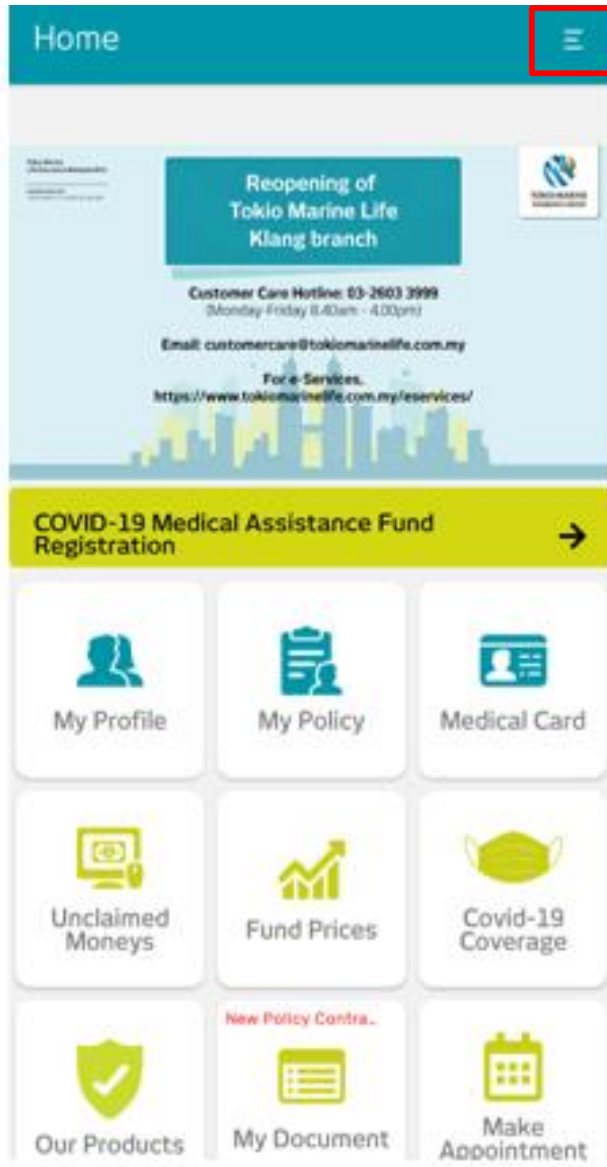 Home
Reopening of
Tokio Marine Life
Klang branch
TOKIO MARINE
Customer Care Hotline: 03-2603 3999
(Monday-Friday 8.40am - 4.00pm)
Email: customercare@tokiomarinelife.com.my
For e-Services,
https://www.tokiomarinelife.com.my/eservices/
COVID-19 Medical Assistance Fund
Registration
My Profile
My Policy
Medical Card
Unclaimed
Moneys
Fund Prices
Covid-19
Coverage
New Policy Contra..
Our Products
My Document
Make
Appointment